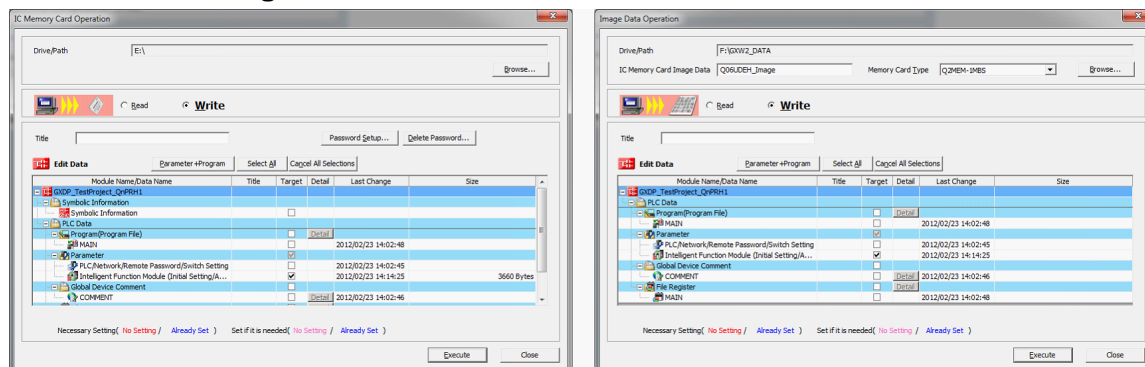 IC Memory Card Operation
Drive/Path E:\
Browse...
Read Write
Title Password Setup... Delete Password...
Edit Data Parameter+Program Select All Cancel All Selections
Module Name/Data Name Title Target Detail Last Change Size
GXDP_TestProject_QnPRH1
Symbolic Information
Symbolic Information
PLC Data
Program(Program File) Detail
MAIN 2012/02/23 14:02:48
Parameter
PLC/Network/Remote Password/Switch Setting 2012/02/23 14:02:45
Intelligent Function Module (Initial Setting/A... 2012/02/23 14:14:25 3660 Bytes
Global Device Comment
COMMENT Detail 2012/02/23 14:02:46
Necessary Setting( No Setting / Already Set ) Set if it is needed( No Setting / Already Set )
Execute Close
Image Data Operation
Drive/Path F:\GXW2_DATA
IC Memory Card Image Data Q06UDEH_Image Memory Card Type Q2MEM-1MBS Browse...
Read Write
Title
Edit Data Parameter+Program Select All Cancel All Selections
Module Name/Data Name Title Target Detail Last Change Size
GXDP_TestProject_QnPRH1
PLC Data
Program(Program File) Detail
MAIN 2012/02/23 14:02:48
Parameter
PLC/Network/Remote Password/Switch Setting 2012/02/23 14:02:45
Intelligent Function Module (Initial Setting/A... 2012/02/23 14:14:25
Global Device Comment
COMMENT Detail 2012/02/23 14:02:46
File Register Detail
MAIN 2012/02/23 14:02:48
Necessary Setting( No Setting / Already Set ) Set if it is needed( No Setting / Already Set )
Execute Close